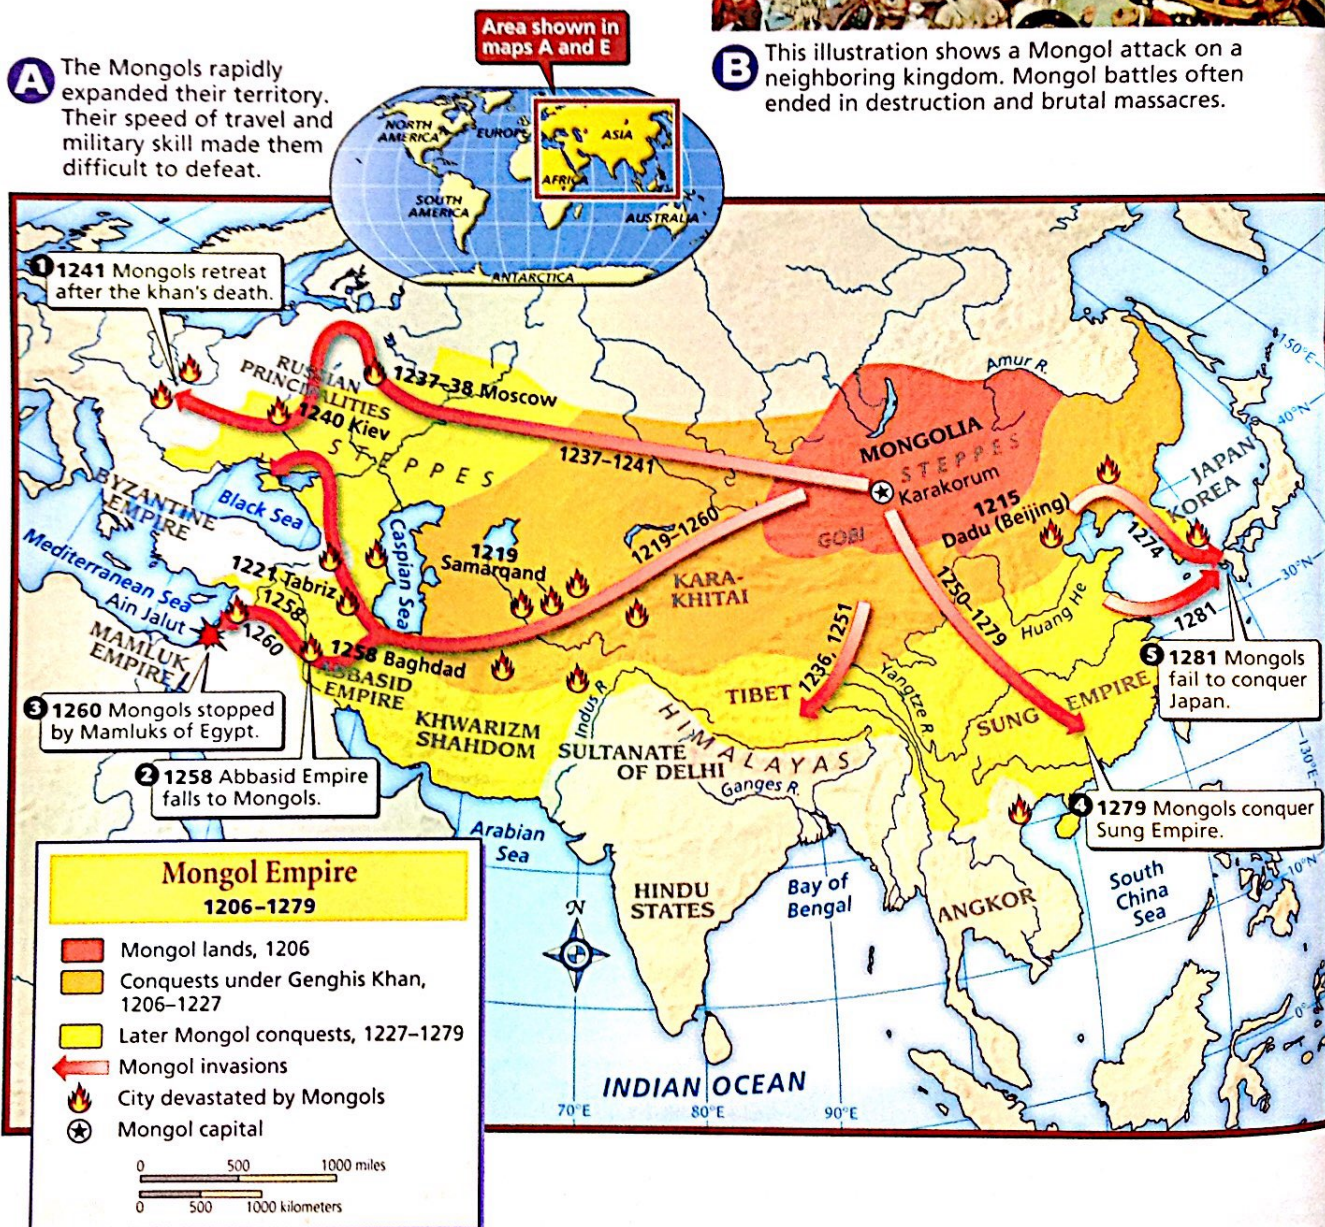 Area shown in
maps A and E
A
The Mongols rapidly
expanded their territory.
Their speed of travel and
military skill made them
difficult to defeat.
B
This illustration shows a Mongol attack on a
neighboring kingdom. Mongol battles often
ended in destruction and brutal massacres.
NORTH
AMERICA
EUROPE
ASIA
AFRICA
SOUTH
AMERICA
AUSTRALIA
ANTARCTICA
1 1241 Mongols retreat
after the khan's death.
RUSSIAN
PRINCIPALITIES
1237–38 Moscow
1240 Kiev
STEPPES
1237–1241
Amur R.
MONGOLIA
STEPPES
Karakorum
GOBI
1215
Dadu (Beijing)
JAPAN
KOREA
150°E
40°N
30°N
BYZANTINE
EMPIRE
Black Sea
Caspian Sea
Mediterranean Sea
Ain Jalut
MAMLUK
EMPIRE
1221 Tabriz
1258
1260
1219
Samarqand
1219–1260
KARA-
KHITAI
1236, 1251
1250–1279
Huang He
1274
1281
1258 Baghdad
ABBASID
EMPIRE
KHWARIZM
SHAHDOM
Indus R.
SULTANATE
OF DELHI
HIMALAYAS
Ganges R.
TIBET
Yangtze R.
SUNG EMPIRE
5 1281 Mongols
fail to conquer
Japan.
3 1260 Mongols stopped
by Mamluks of Egypt.
2 1258 Abbasid Empire
falls to Mongols.
4 1279 Mongols conquer
Sung Empire.
130°E
10°N
0°
Arabian
Sea
HINDU
STATES
Bay of
Bengal
ANGKOR
South
China
Sea
N
INDIAN OCEAN
70°E
80°E
90°E
Mongol Empire
1206–1279
Mongol lands, 1206
Conquests under Genghis Khan,
1206–1227
Later Mongol conquests, 1227–1279
Mongol invasions
City devastated by Mongols
Mongol capital
0 500 1000 miles
0 500 1000 kilometers